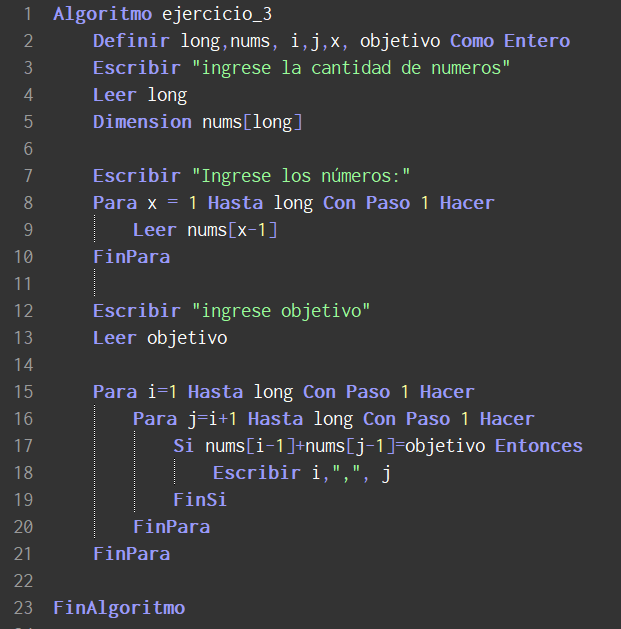 1 Algoritmo ejercicio_3
2 Definir long,nums, i,j,x, objetivo Como Entero
3 Escribir "ingrese la cantidad de numeros"
4 Leer long
5 Dimension nums[long]
6
7 Escribir "Ingrese los números:"
8 Para x = 1 Hasta long Con Paso 1 Hacer
9 Leer nums[x-1]
10 FinPara
11
12 Escribir "ingrese objetivo"
13 Leer objetivo
14
15 Para i=1 Hasta long Con Paso 1 Hacer
16 Para j=i+1 Hasta long Con Paso 1 Hacer
17 Si nums[i-1]+nums[j-1]=objetivo Entonces
18 Escribir i,",", j
19 FinSi
20 FinPara
21 FinPara
22
23 FinAlgoritmo